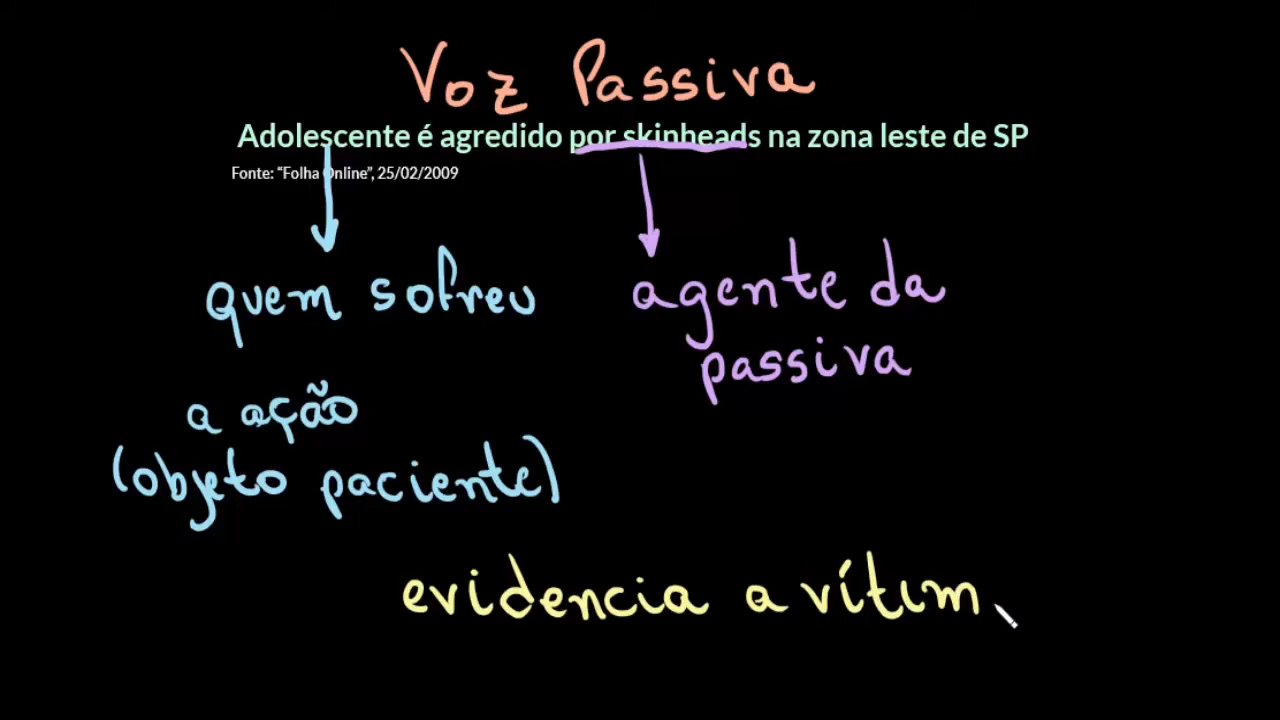 Voz Passiva
Adolescente é agredido por skinheads na zona leste de SP
Fonte: “Folha Online”, 25/02/2009
quem sofreu
agente da
passiva
a ação
(objeto paciente)
evidencia a vítim